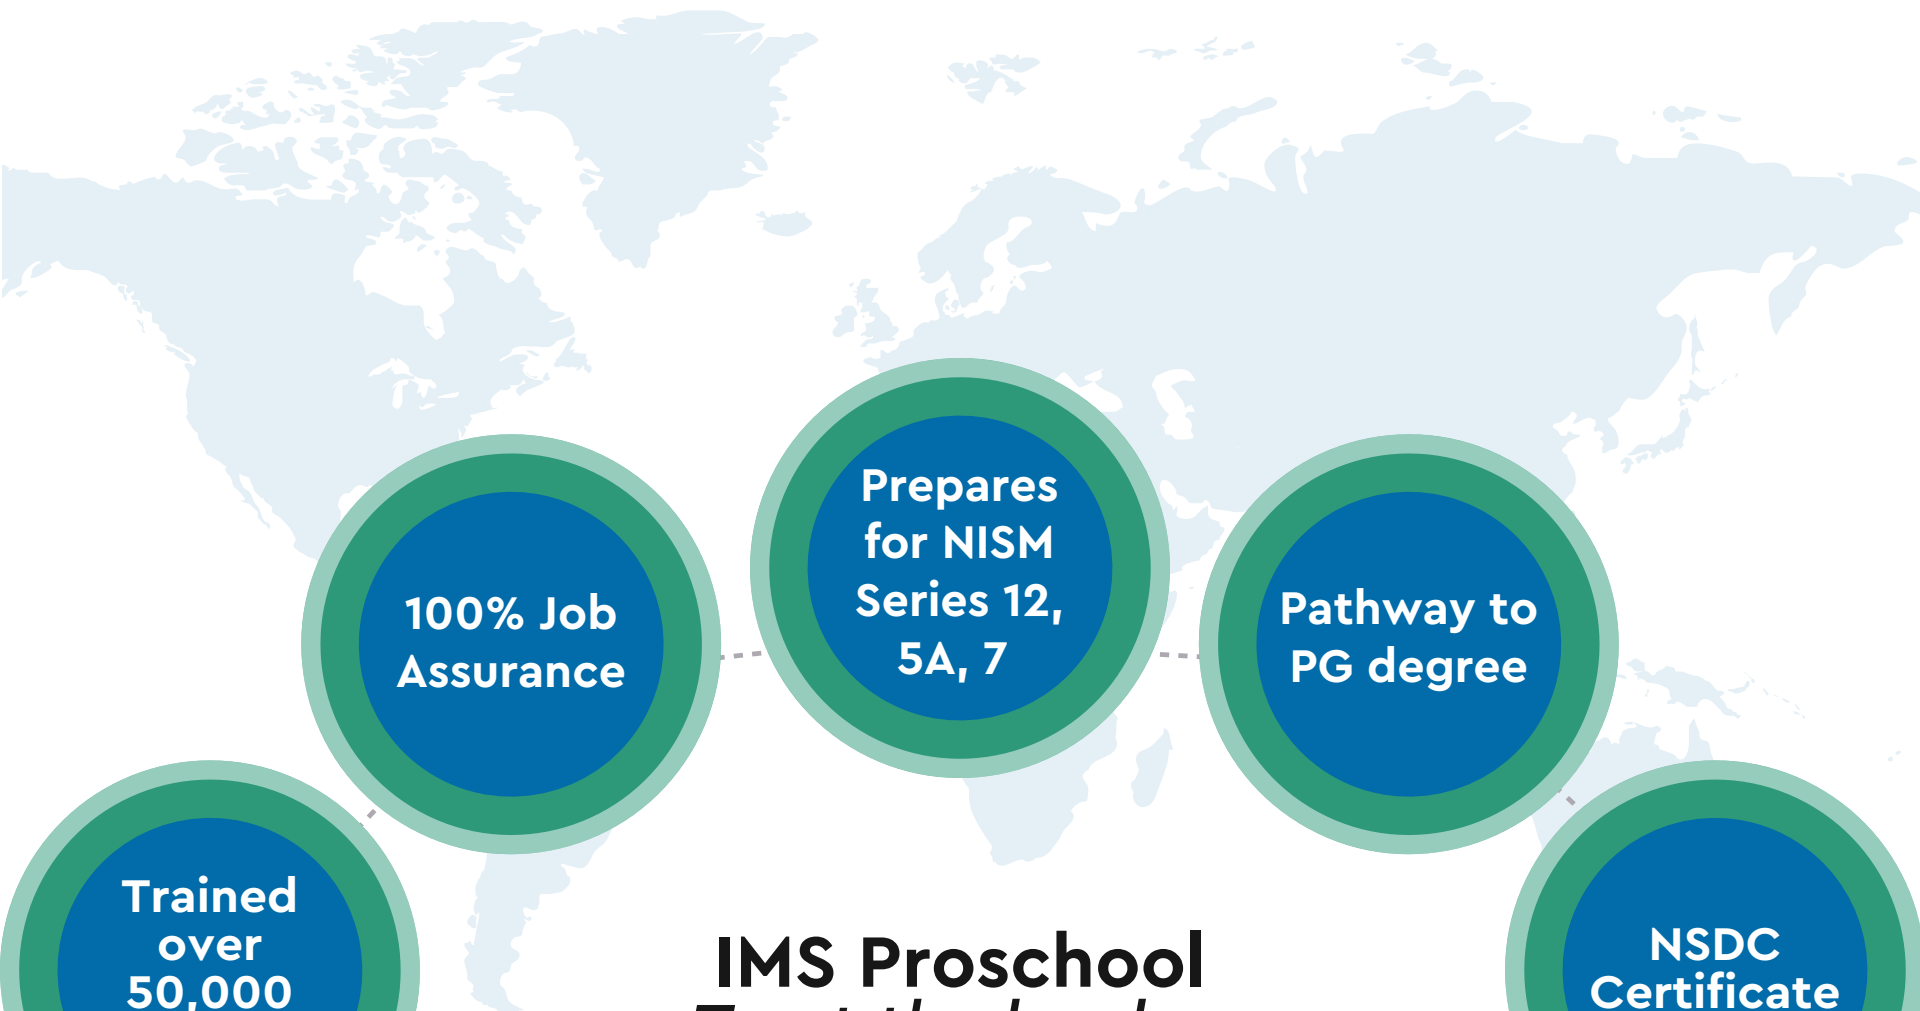 Prepares
for NISM
Series 12,
5A, 7
100% Job
Assurance
Pathway to
PG degree
Trained
over
50,000
NSDC
Certificate
IMS Proschool